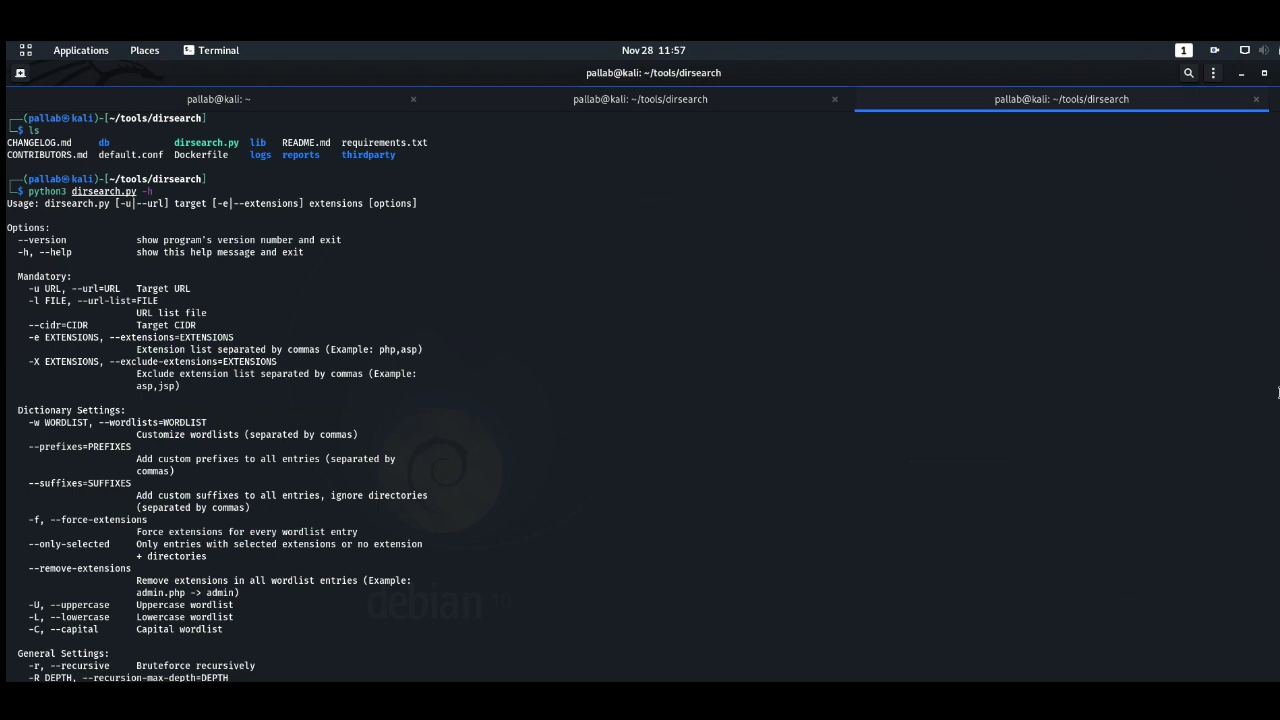 Applications Places Terminal Nov 28 11:57 1
pallab@kali: ~/tools/dirsearch
pallab@kali: ~ × pallab@kali: ~/tools/dirsearch × pallab@kali: ~/tools/dirsearch ×
┌──(pallab㉿kali)-[~/tools/dirsearch]
└─$ ls
CHANGELOG.md db dirsearch.py lib README.md requirements.txt
CONTRIBUTORS.md default.conf Dockerfile logs reports thirdparty
┌──(pallab㉿kali)-[~/tools/dirsearch]
└─$ python3 dirsearch.py -h
Usage: dirsearch.py [-u|--url] target [-e|--extensions] extensions [options]
Options:
--version show program's version number and exit
-h, --help show this help message and exit
Mandatory:
-u URL, --url=URL Target URL
-l FILE, --url-list=FILE
URL list file
--cidr=CIDR Target CIDR
-e EXTENSIONS, --extensions=EXTENSIONS
Extension list separated by commas (Example: php,asp)
-X EXTENSIONS, --exclude-extensions=EXTENSIONS
Exclude extension list separated by commas (Example:
asp,jsp)
Dictionary Settings:
-w WORDLIST, --wordlists=WORDLIST
Customize wordlists (separated by commas)
--prefixes=PREFIXES
Add custom prefixes to all entries (separated by
commas)
--suffixes=SUFFIXES
Add custom suffixes to all entries, ignore directories
(separated by commas)
-f, --force-extensions
Force extensions for every wordlist entry
--only-selected Only entries with selected extensions or no extension
+ directories
--remove-extensions
Remove extensions in all wordlist entries (Example:
admin.php -> admin)
-U, --uppercase Uppercase wordlist
-L, --lowercase Lowercase wordlist
-C, --capital Capital wordlist
General Settings:
-r, --recursive Bruteforce recursively
-R DEPTH, --recursion-max-depth=DEPTH
debian 10